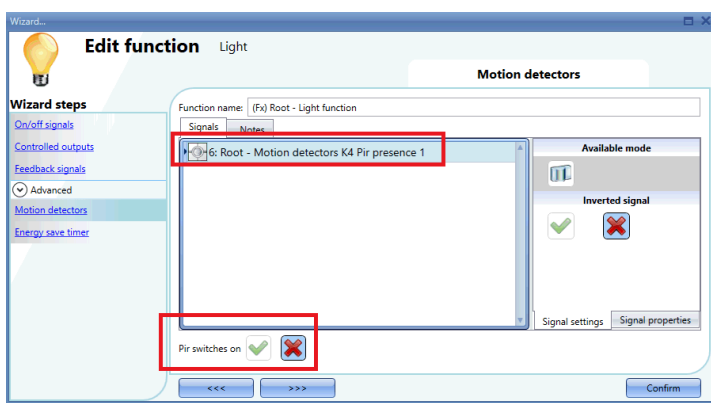 Wizard...
Edit function Light
Motion detectors
Wizard steps
On/off signals
Controlled outputs
Feedback signals
Advanced
Motion detectors
Energy save timer
Function name: (Fx) Root - Light function
Signals Notes
6: Root - Motion detectors K4 Pir presence 1
Available mode
Inverted signal
Signal settings Signal properties
Pir switches on
<<< >>> Confirm